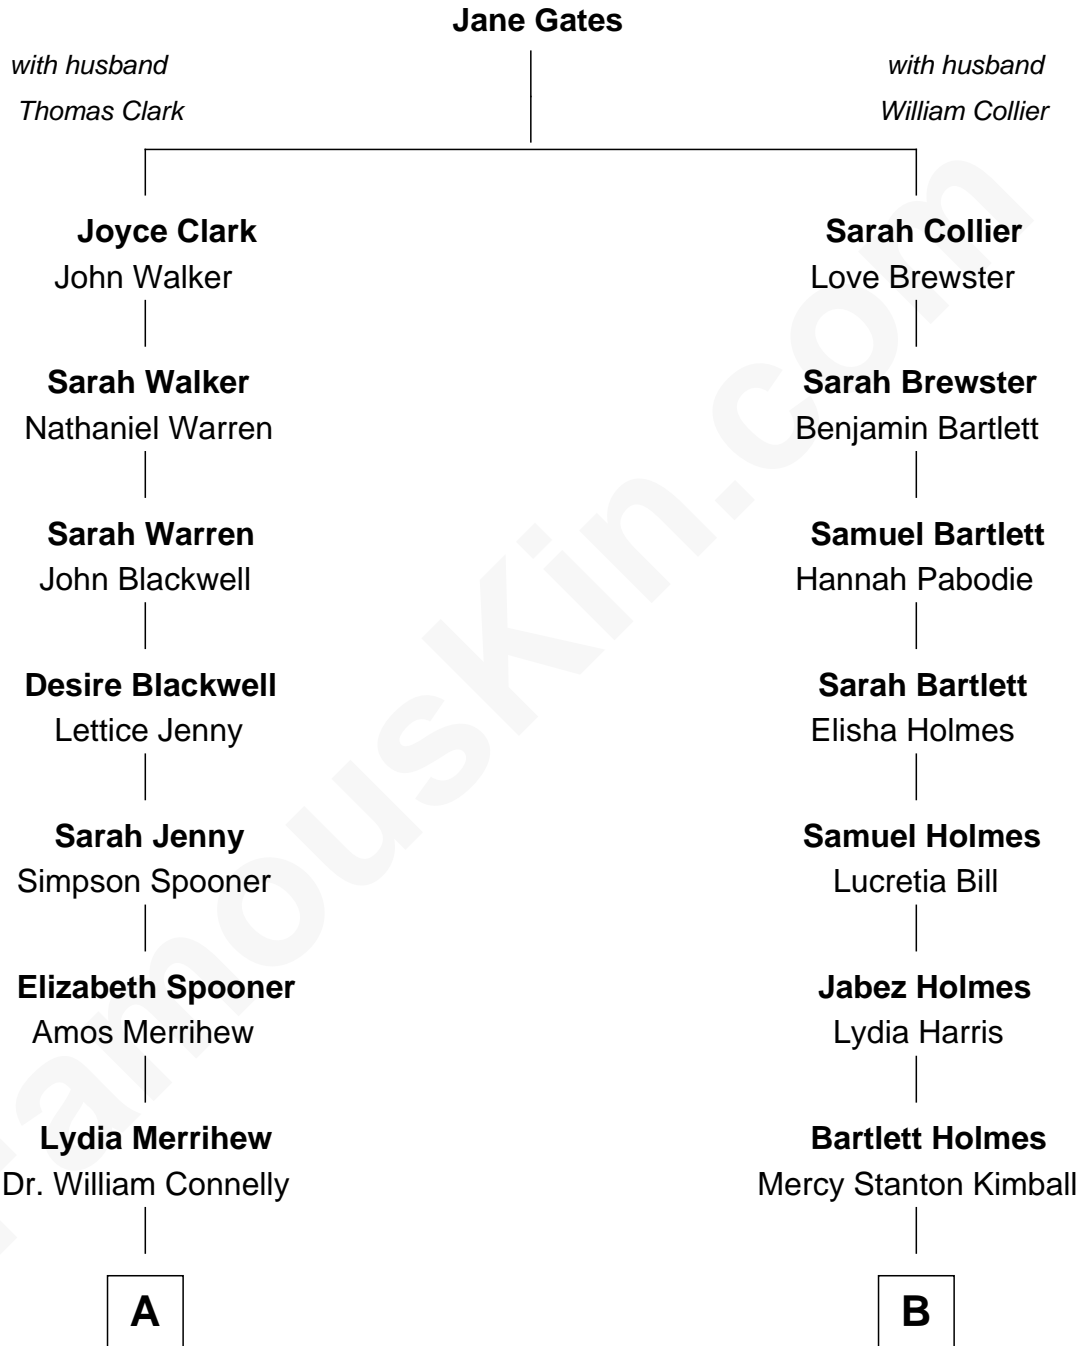 Jane Gates
with husband
Thomas Clark
with husband
William Collier
Joyce Clark
John Walker
Sarah Walker
Nathaniel Warren
Sarah Warren
John Blackwell
Desire Blackwell
Lettice Jenny
Sarah Jenny
Simpson Spooner
Elizabeth Spooner
Amos Merrihew
Lydia Merrihew
Dr. William Connelly
A
Sarah Collier
Love Brewster
Sarah Brewster
Benjamin Bartlett
Samuel Bartlett
Hannah Pabodie
Sarah Bartlett
Elisha Holmes
Samuel Holmes
Lucretia Bill
Jabez Holmes
Lydia Harris
Bartlett Holmes
Mercy Stanton Kimball
B
FamousKin.com